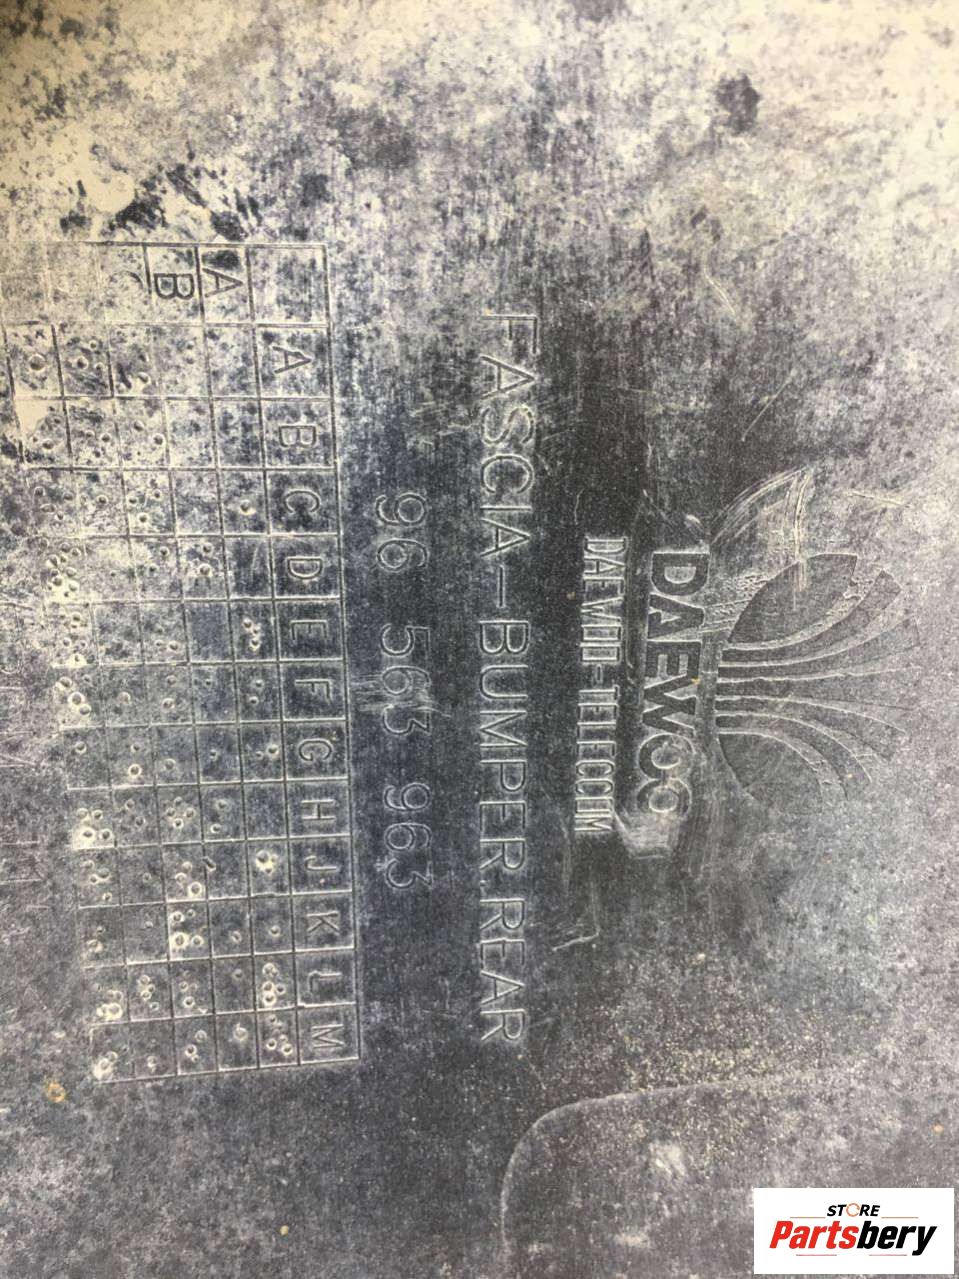 DAEWOO
DAEWOO-TELECOM
FASCIA-BUMPER.REAR
96 563 963
A B C D E F G H J K L M
A
B
C
STORE
Partsbery